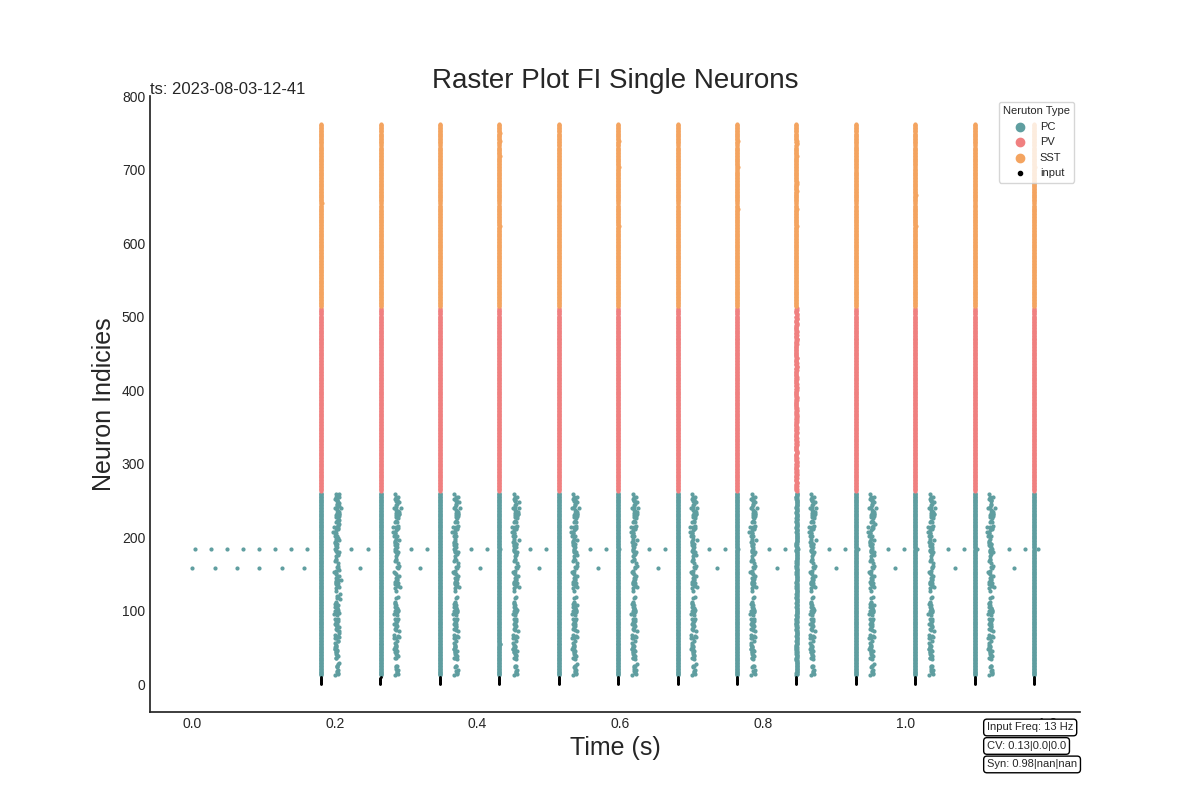 Raster Plot FI Single Neurons
ts: 2023-08-03-12-41
Neruton Type
PC
PV
SST
input
800
700
600
500
400
300
200
100
0
Neuron Indicies
0.0
0.2
0.4
0.6
0.8
1.0
Time (s)
Input Freq: 13 Hz
CV: 0.13|0.0|0.0
Syn: 0.98|nan|nan